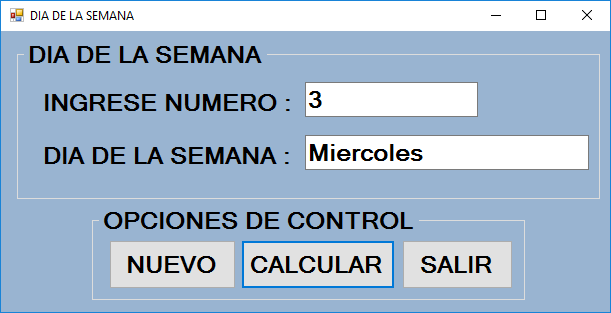 DIA DE LA SEMANA
DIA DE LA SEMANA
INGRESE NUMERO : 3
DIA DE LA SEMANA : Miercoles
OPCIONES DE CONTROL
NUEVO CALCULAR SALIR